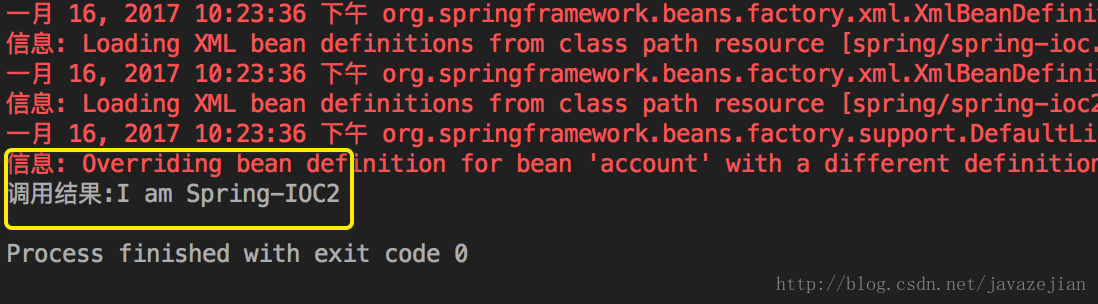 一月 16, 2017 10:23:36 下午 org.springframework.beans.factory.xml.XmlBeanDefini
信息: Loading XML bean definitions from class path resource [spring/spring-ioc.
一月 16, 2017 10:23:36 下午 org.springframework.beans.factory.xml.XmlBeanDefini
信息: Loading XML bean definitions from class path resource [spring/spring-ioc2
一月 16, 2017 10:23:36 下午 org.springframework.beans.factory.support.DefaultLi
信息: Overriding bean definition for bean 'account' with a different definition
调用结果:I am Spring-IOC2
Process finished with exit code 0
http://blog.csdn.net/javazejian